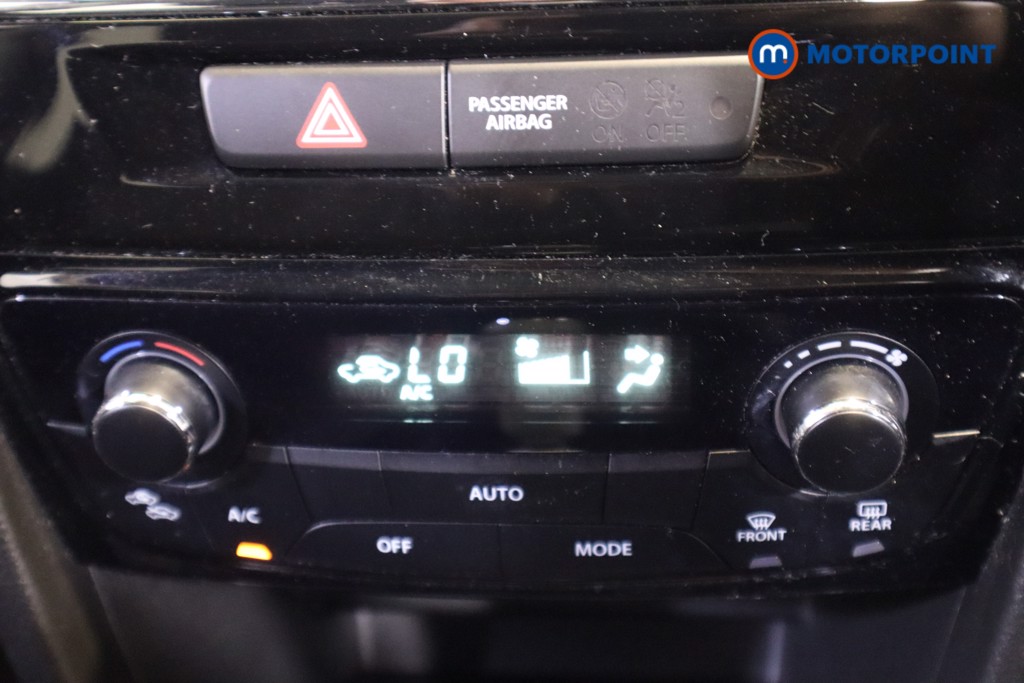 m MOTORPOINT
PASSENGER
AIRBAG
ON OFF
LO
A/C
AUTO
A/C
OFF
MODE
FRONT
REAR